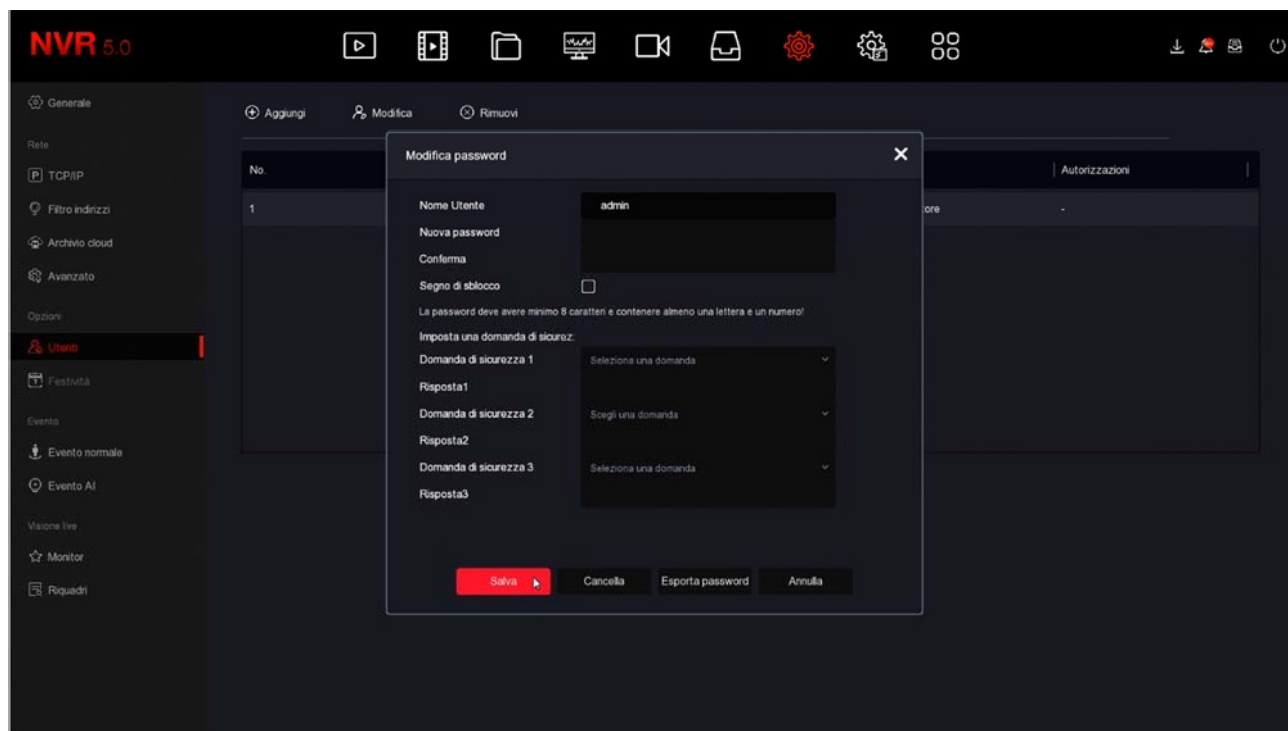 NVR 5.0
Generale
Rete
TCP/IP
Filtro indirizzi
Archivio cloud
Avanzato
Opzioni
Utenti
Festività
Evento
Evento normale
Evento AI
Visione live
Monitor
Riquadri
Aggiungi Modifica Rimuovi
No. Autorizzazioni
1 ore -
Modifica password
Nome Utente admin
Nuova password
Conferma
Segno di sblocco
La password deve avere minimo 8 caratteri e contenere almeno una lettera e un numero!
Imposta una domanda di sicurez:
Domanda di sicurezza 1 Seleziona una domanda
Risposta1
Domanda di sicurezza 2 Scegli una domanda
Risposta2
Domanda di sicurezza 3 Seleziona una domanda
Risposta3
Salva Cancella Esporta password Annulla